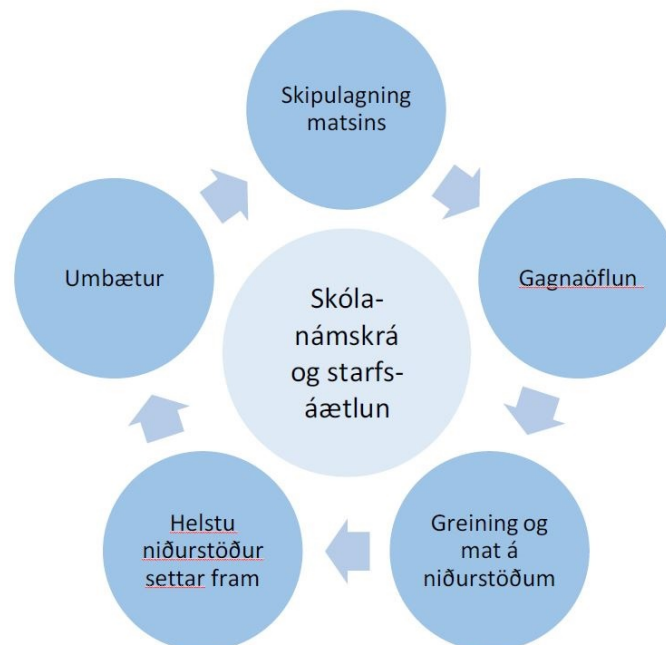 Skipulagning
matsins
Gagnaöflun
Greining og
mat á
niðurstöðum
Helstu
niðurstöður
settar fram
Umbætur
Skóla-
námskrá
og starfs-
áætlun